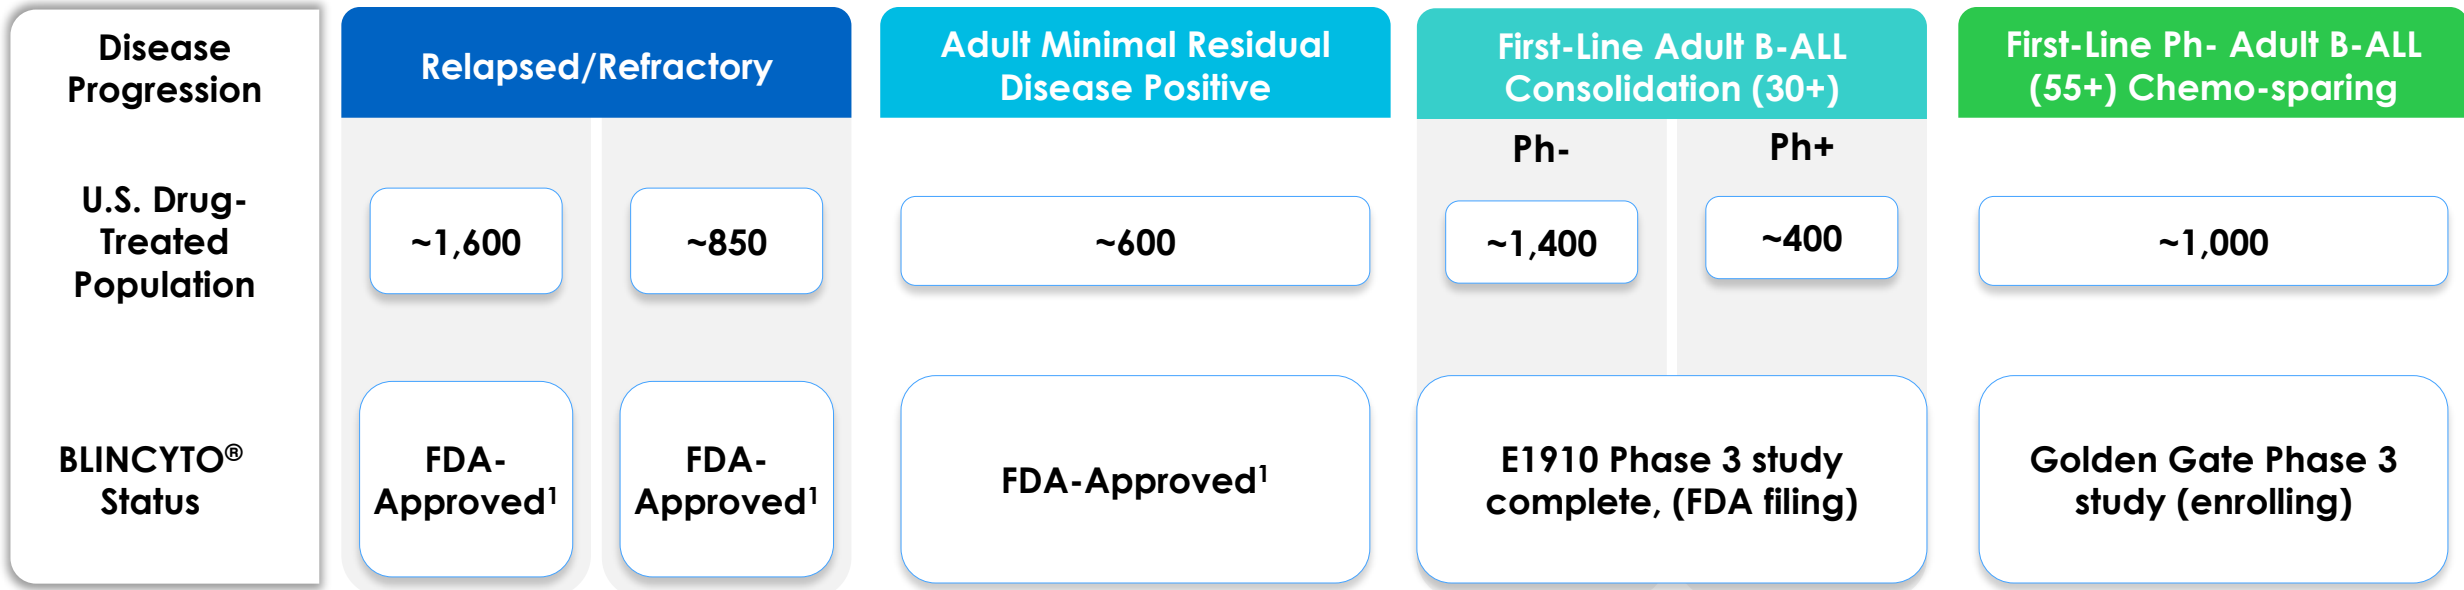 Disease
Progression
Relapsed/Refractory
Adult Minimal Residual
Disease Positive
First-Line Adult B-ALL
Consolidation (30+)
First-Line Ph- Adult B-ALL
(55+) Chemo-sparing
Ph-
Ph+
U.S. Drug-
Treated
Population
~1,600
~850
~600
~1,400
~400
~1,000
BLINCYTO®
Status
FDA-
Approved¹
FDA-
Approved¹
FDA-Approved¹
E1910 Phase 3 study
complete, (FDA filing)
Golden Gate Phase 3
study (enrolling)